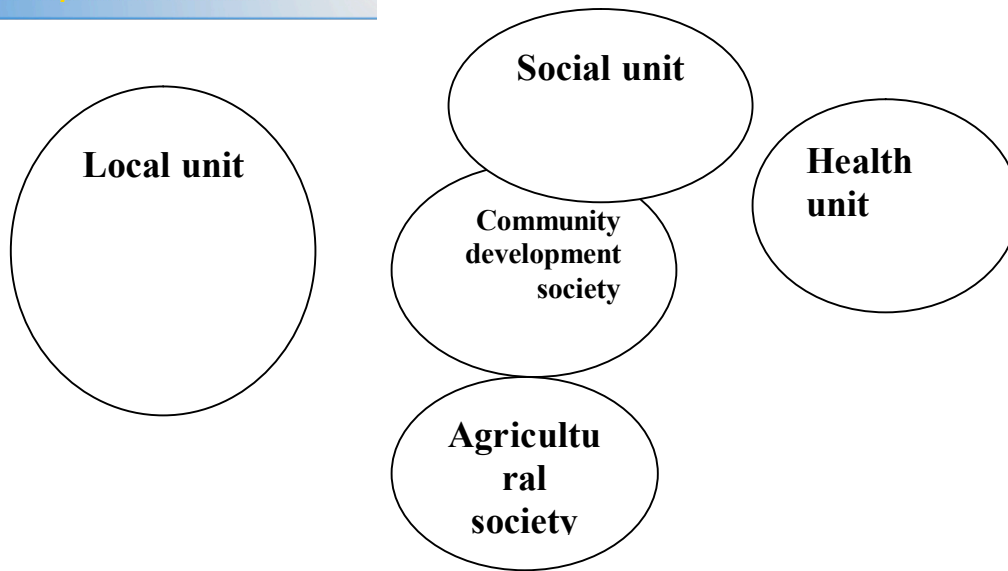 Social unit
Local unit
Health
unit
Community
development
society
Agricultu
ral
society